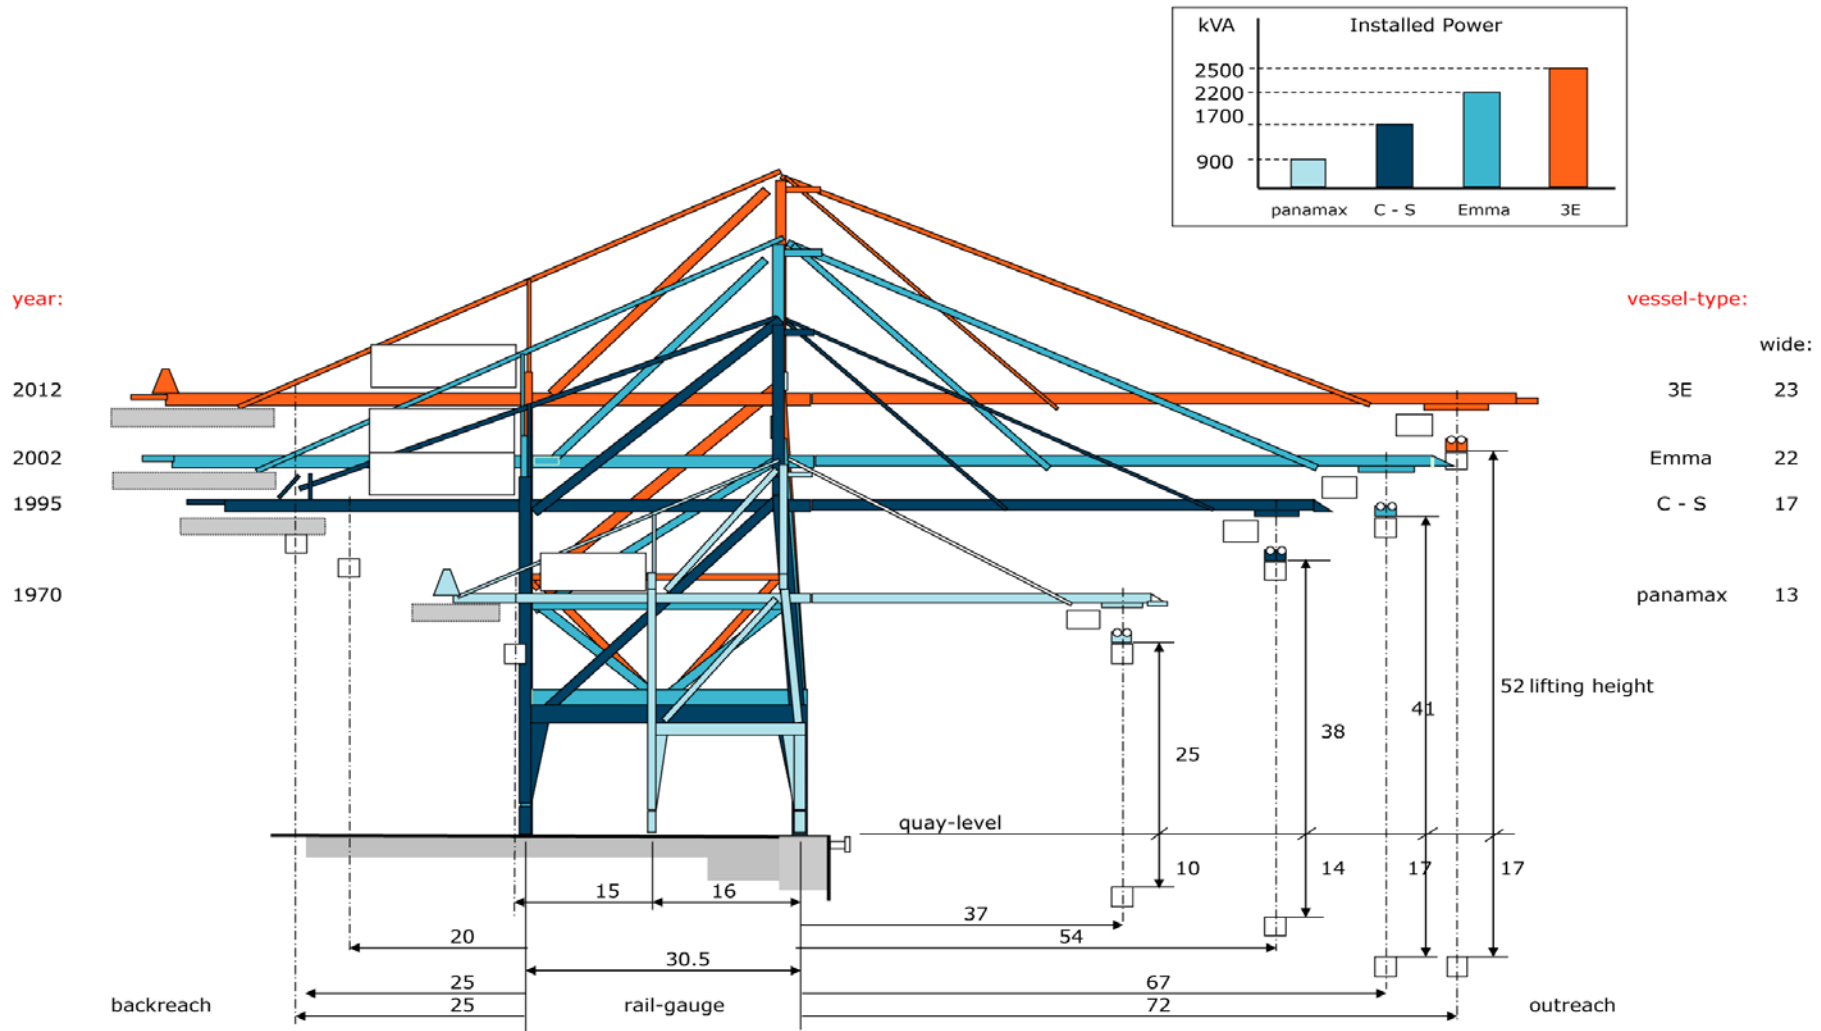 kVA Installed Power
2500
2200
1700
900
panamax C - S Emma 3E
year: vessel-type:
wide:
2012 3E 23
2002 Emma 22
1995 C - S 17
1970 panamax 13
52 lifting height
41
38
25
quay-level
10 14 17 17
15 16
37
20 54
30.5
25 67
backreach 25 rail-gauge 72 outreach